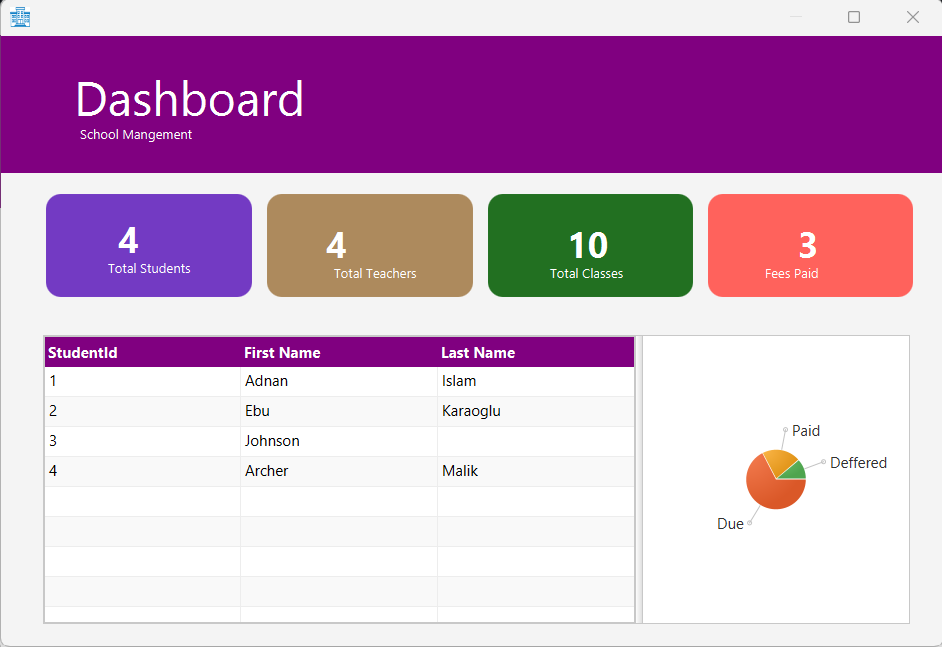 Dashboard
School Mangement
4
Total Students
4
Total Teachers
10
Total Classes
3
Fees Paid
StudentId First Name Last Name
1 Adnan Islam
2 Ebu Karaoglu
3 Johnson
4 Archer Malik
Paid
Deffered
Due